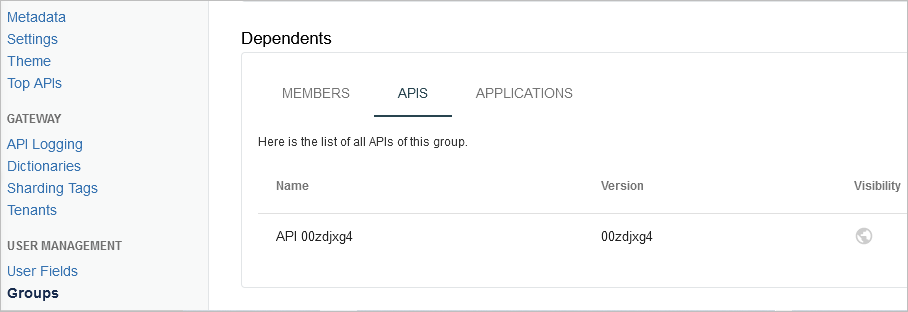 Metadata
Settings
Theme
Top APIs
GATEWAY
API Logging
Dictionaries
Sharding Tags
Tenants
USER MANAGEMENT
User Fields
Groups
Dependents
MEMBERS APIS APPLICATIONS
Here is the list of all APIs of this group.
Name Version Visibility
API 00zdjxg4 00zdjxg4